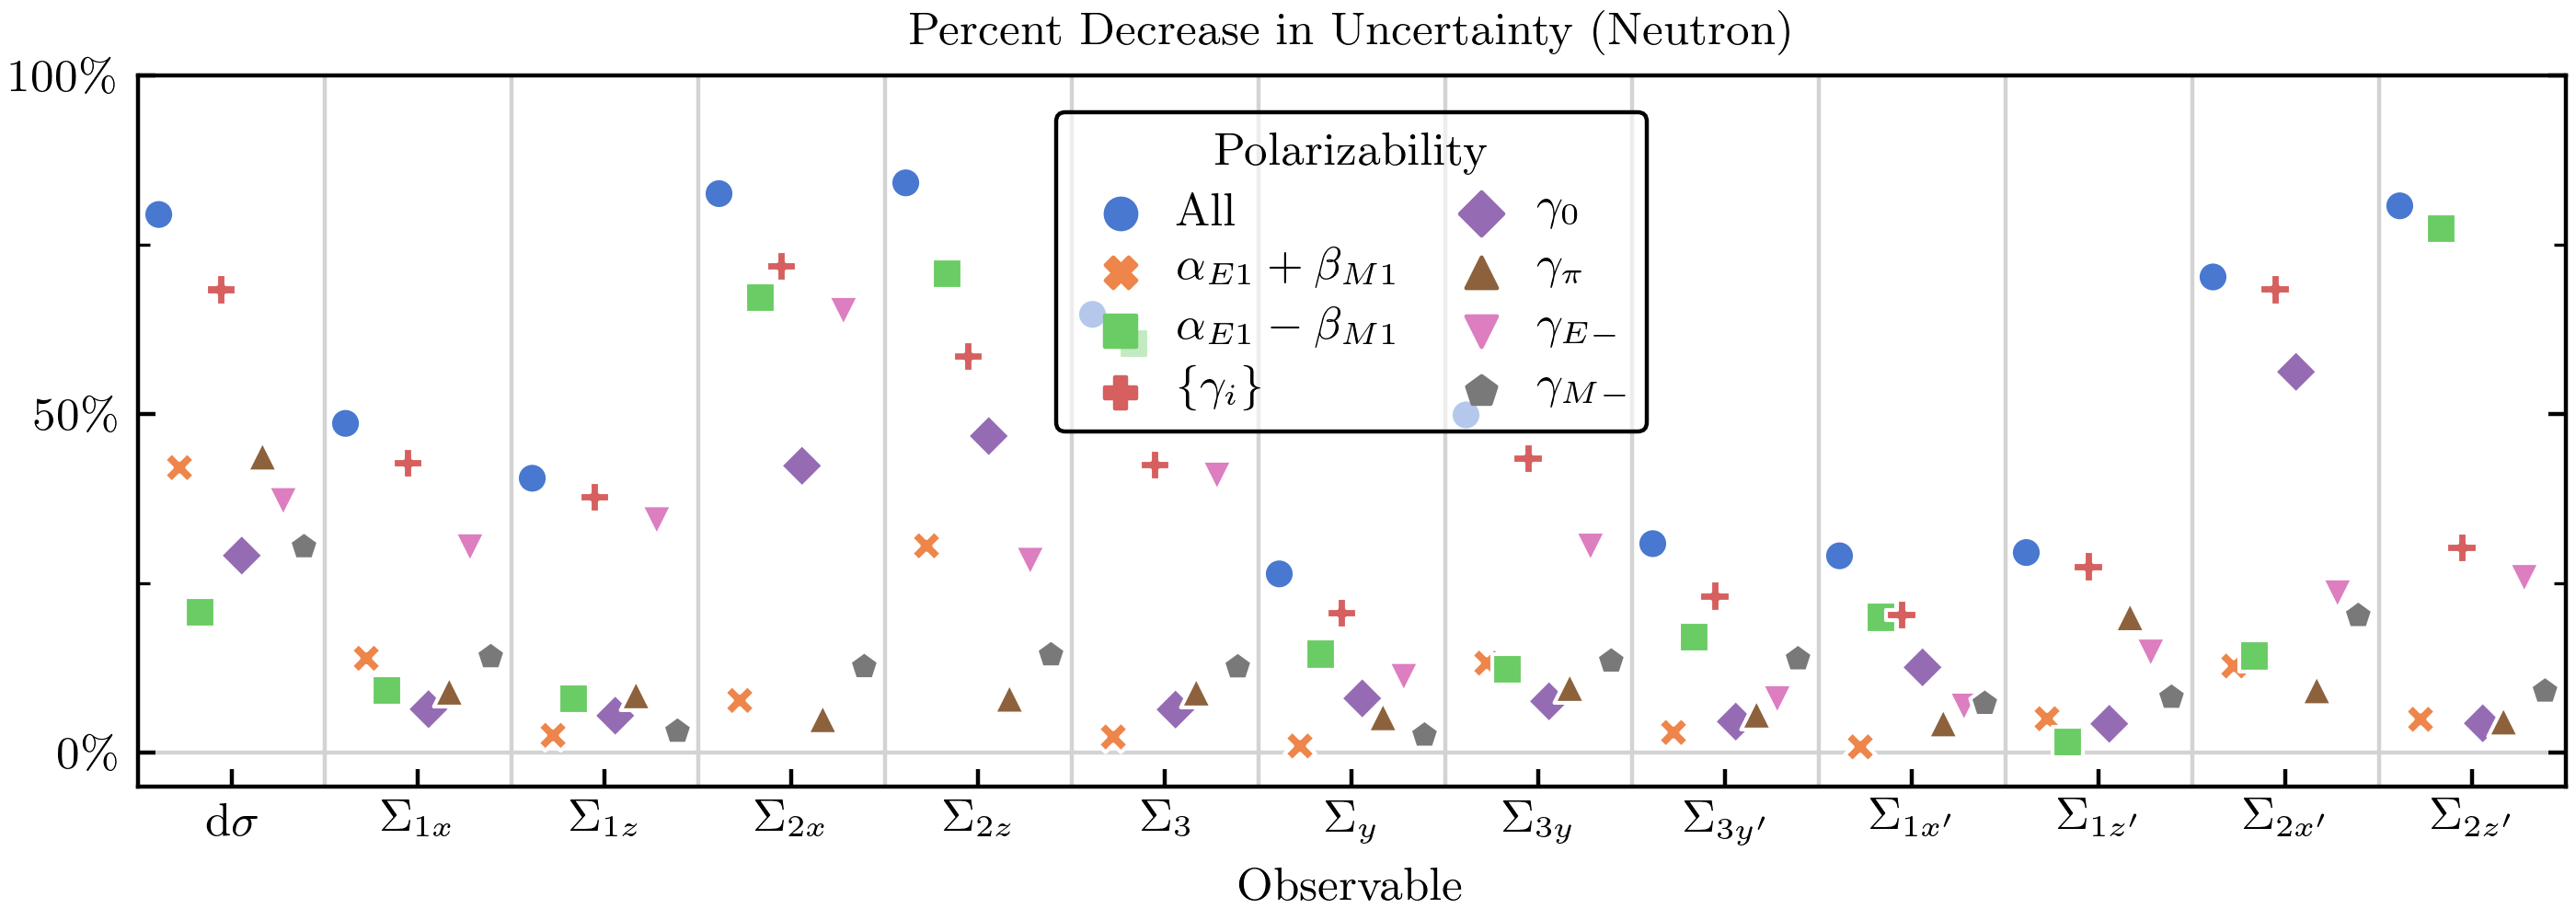 Percent Decrease in Uncertainty (Neutron)
100%
50%
0%
Polarizability
All
α_{E1} + β_{M1}
α_{E1} − β_{M1}
{γ_i}
γ_0
γ_π
γ_{E−}
γ_{M−}
dσ Σ_{1x} Σ_{1z} Σ_{2x} Σ_{2z} Σ_3 Σ_y Σ_{3y} Σ_{3y′} Σ_{1x′} Σ_{1z′} Σ_{2x′} Σ_{2z′}
Observable